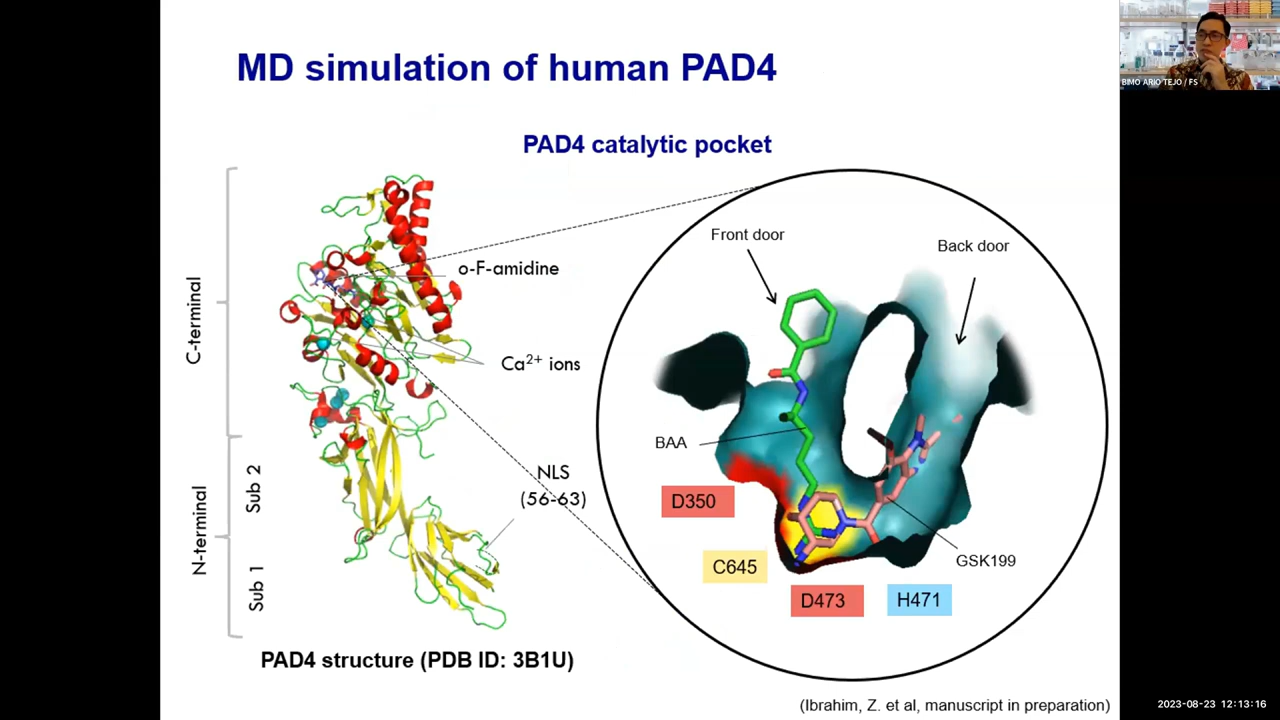 MD simulation of human PAD4
BIMO ARIO TEJO / FS
PAD4 catalytic pocket
C-terminal
o-F-amidine
Ca2+ ions
N-terminal
Sub 2
Sub 1
NLS
(56-63)
PAD4 structure (PDB ID: 3B1U)
Front door
Back door
BAA
D350
C645
D473
H471
GSK199
(Ibrahim, Z. et al, manuscript in preparation)
2023-08-23 12:13:16